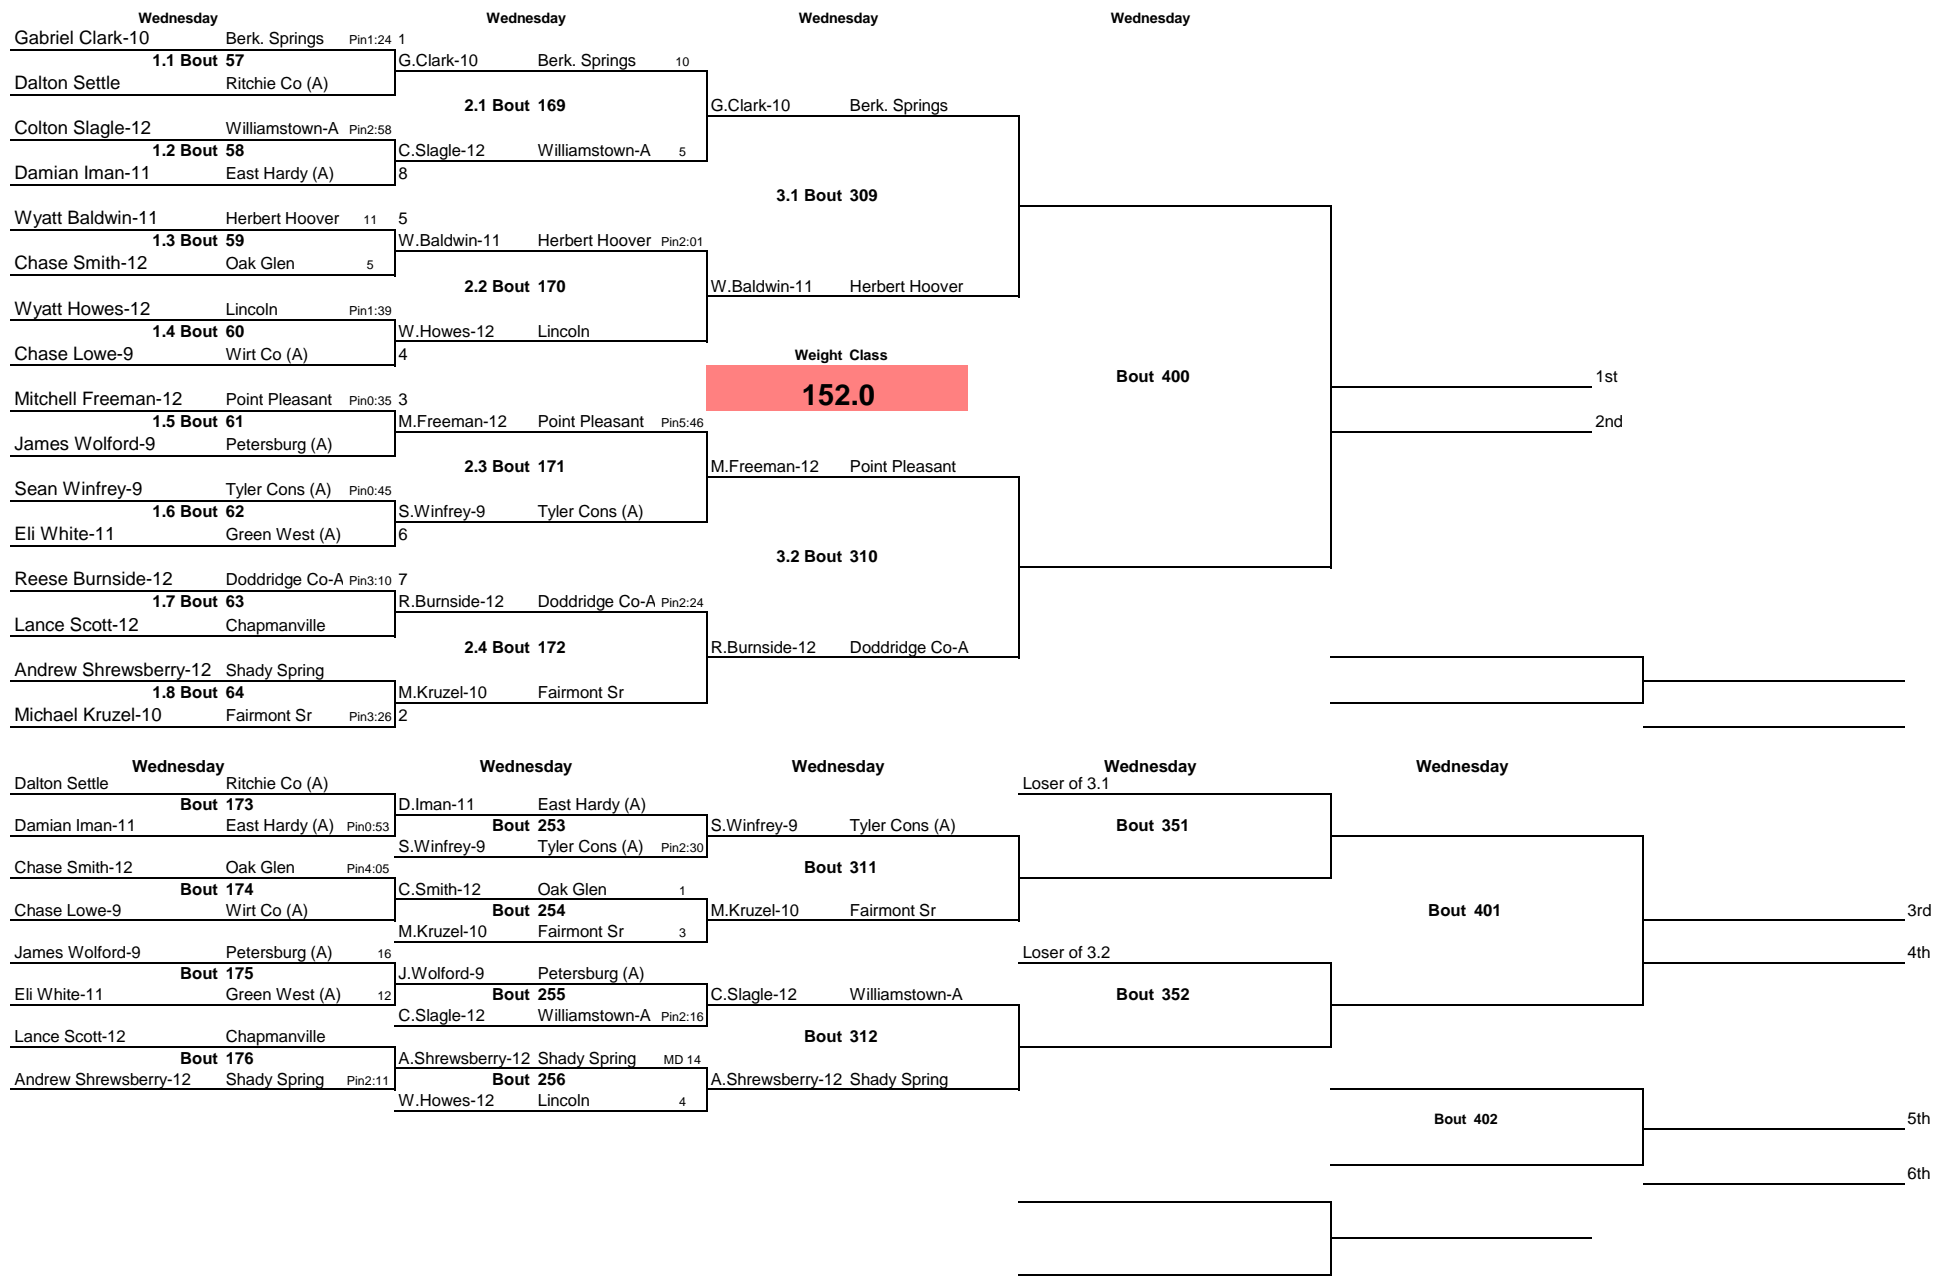 Wednesday Wednesday Wednesday Wednesday
Gabriel Clark-10 Berk. Springs Pin1:24 1
1.1 Bout 57 G.Clark-10 Berk. Springs 10
Dalton Settle Ritchie Co (A)
2.1 Bout 169 G.Clark-10 Berk. Springs
Colton Slagle-12 Williamstown-A Pin2:58
1.2 Bout 58 C.Slagle-12 Williamstown-A 5
Damian Iman-11 East Hardy (A) 8
3.1 Bout 309
Wyatt Baldwin-11 Herbert Hoover 11 5
1.3 Bout 59 W.Baldwin-11 Herbert Hoover Pin2:01
Chase Smith-12 Oak Glen 5
2.2 Bout 170 W.Baldwin-11 Herbert Hoover
Wyatt Howes-12 Lincoln Pin1:39
1.4 Bout 60 W.Howes-12 Lincoln
Chase Lowe-9 Wirt Co (A) 4 Weight Class
Bout 400 1st
152.0
Mitchell Freeman-12 Point Pleasant Pin0:35 3
1.5 Bout 61 M.Freeman-12 Point Pleasant Pin5:46 2nd
James Wolford-9 Petersburg (A)
2.3 Bout 171 M.Freeman-12 Point Pleasant
Sean Winfrey-9 Tyler Cons (A) Pin0:45
1.6 Bout 62 S.Winfrey-9 Tyler Cons (A)
Eli White-11 Green West (A) 6
3.2 Bout 310
Reese Burnside-12 Doddridge Co-A Pin3:10 7
1.7 Bout 63 R.Burnside-12 Doddridge Co-A Pin2:24
Lance Scott-12 Chapmanville
2.4 Bout 172 R.Burnside-12 Doddridge Co-A
Andrew Shrewsberry-12 Shady Spring
1.8 Bout 64 M.Kruzel-10 Fairmont Sr
Michael Kruzel-10 Fairmont Sr Pin3:26 2
Wednesday Wednesday Wednesday Wednesday Wednesday
Dalton Settle Ritchie Co (A) Loser of 3.1
Bout 173 D.Iman-11 East Hardy (A)
Damian Iman-11 East Hardy (A) Pin0:53 Bout 253 S.Winfrey-9 Tyler Cons (A) Bout 351
S.Winfrey-9 Tyler Cons (A) Pin2:30
Chase Smith-12 Oak Glen Pin4:05 Bout 311
Bout 174 C.Smith-12 Oak Glen 1
Chase Lowe-9 Wirt Co (A) Bout 254 M.Kruzel-10 Fairmont Sr Bout 401 3rd
M.Kruzel-10 Fairmont Sr 3
James Wolford-9 Petersburg (A) 16 Loser of 3.2 4th
Bout 175 J.Wolford-9 Petersburg (A)
Eli White-11 Green West (A) 12 Bout 255 C.Slagle-12 Williamstown-A Bout 352
C.Slagle-12 Williamstown-A Pin2:16
Lance Scott-12 Chapmanville Bout 312
Bout 176 A.Shrewsberry-12 Shady Spring MD 14
Andrew Shrewsberry-12 Shady Spring Pin2:11 Bout 256 A.Shrewsberry-12 Shady Spring
W.Howes-12 Lincoln 4
Bout 402 5th
6th